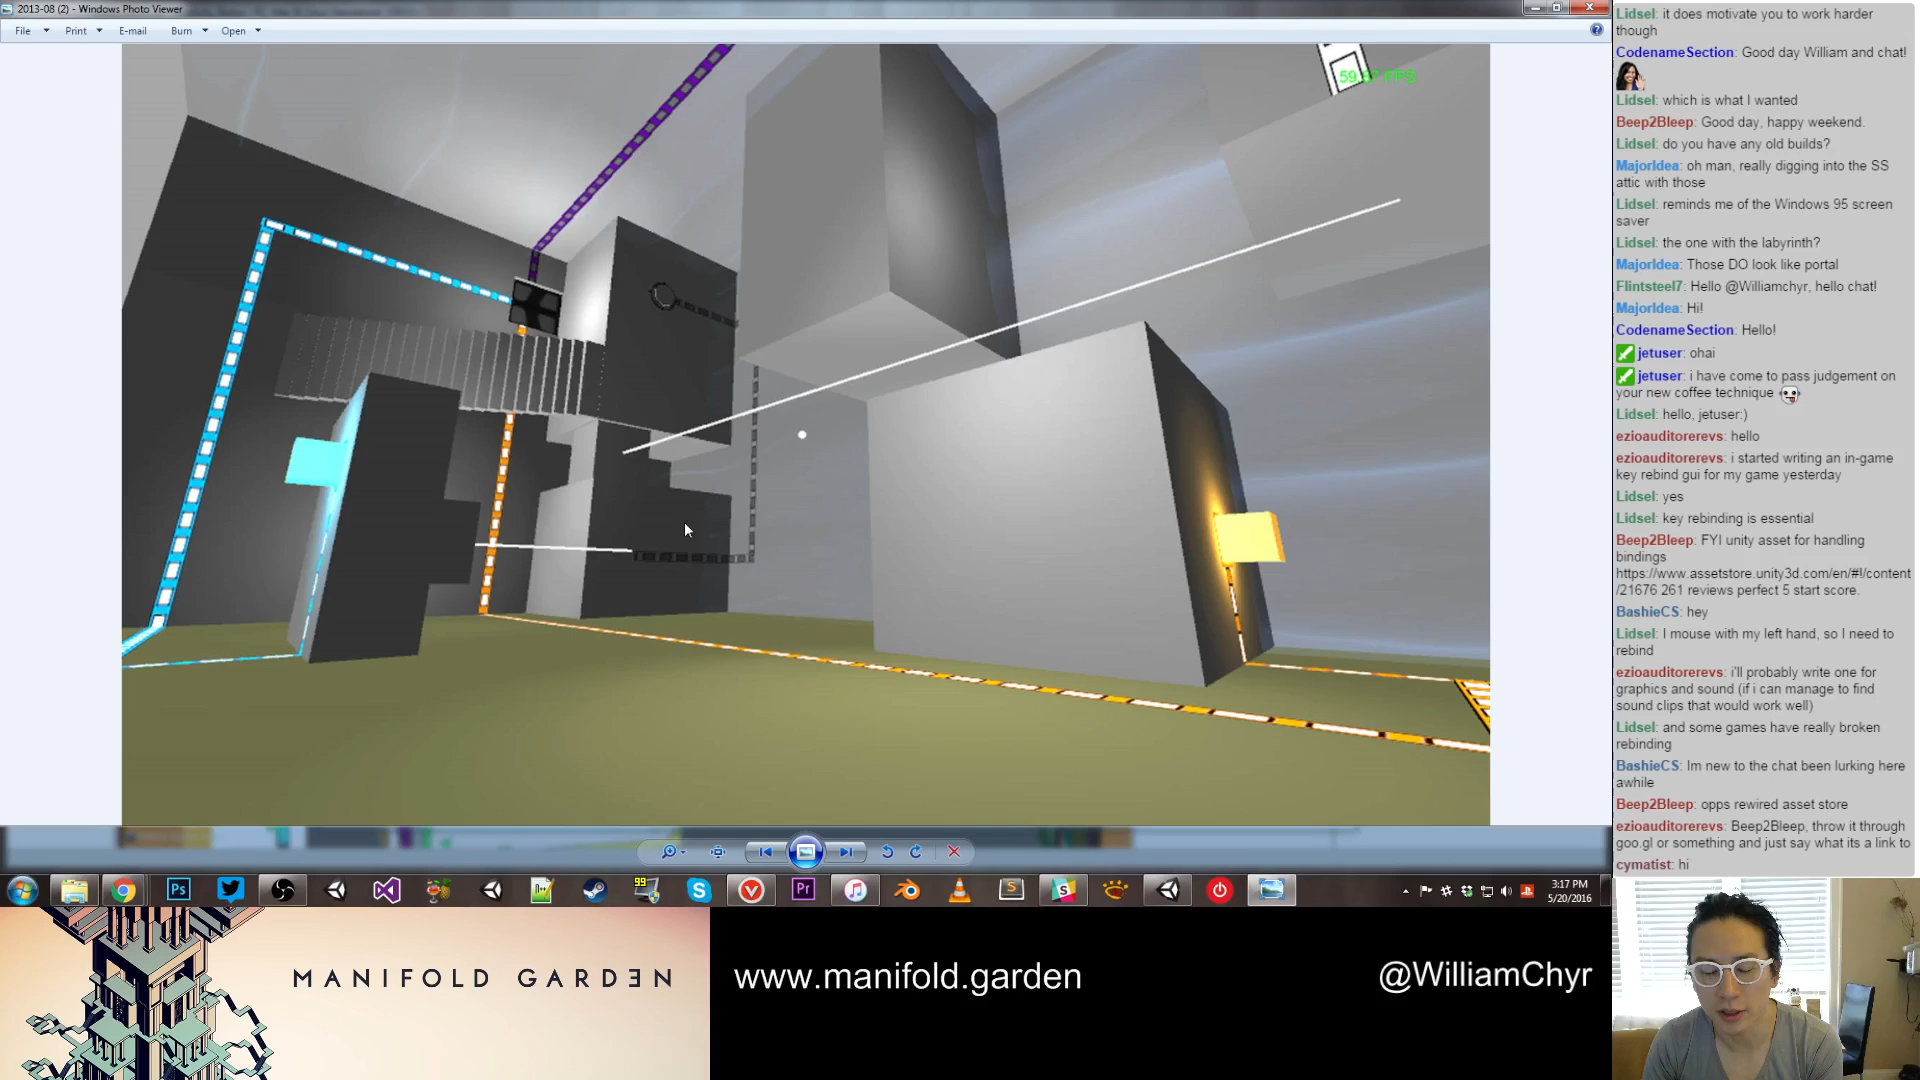 2013-08 (2) - Windows Photo Viewer
File Print E-mail Burn Open
Lidsel: it does motivate you to work harder
though
CodenameSection: Good day William and chat!
Lidsel: which is what I wanted
Beep2Bleep: Good day, happy weekend.
Lidsel: do you have any old builds?
MajorIdea: oh man, really digging into the SS
attic with those
Lidsel: reminds me of the Windows 95 screen
saver
Lidsel: the one with the labyrinth?
MajorIdea: Those DO look like portal
Flintsteel7: Hello @Williamchyr, hello chat!
MajorIdea: Hi!
CodenameSection: Hello!
jetuser: ohai
jetuser: i have come to pass judgement on
your new coffee technique
Lidsel: hello, jetuser:)
ezioauditorerevs: hello
ezioauditorerevs: i started writing an in-game
key rebind gui for my game yesterday
Lidsel: yes
Lidsel: key rebinding is essential
Beep2Bleep: FYI unity asset for handling
bindings
https://www.assetstore.unity3d.com/en/#!/content
/21676 261 reviews perfect 5 start score.
BashieCS: hey
Lidsel: I mouse with my left hand, so I need to
rebind
ezioauditorerevs: i'll probably write one for
graphics and sound (if i can manage to find
sound clips that would work well)
Lidsel: and some games have really broken
rebinding
BashieCS: Im new to the chat been lurking here
awhile
Beep2Bleep: opps rewired asset store
ezioauditorerevs: Beep2Bleep, throw it through
goo.gl or something and just say what its a link to
cymatist: hi
Ps
99
Pr
3:17 PM
5/20/2016
MANIFOLD GARDƎN
www.manifold.garden
@WilliamChyr